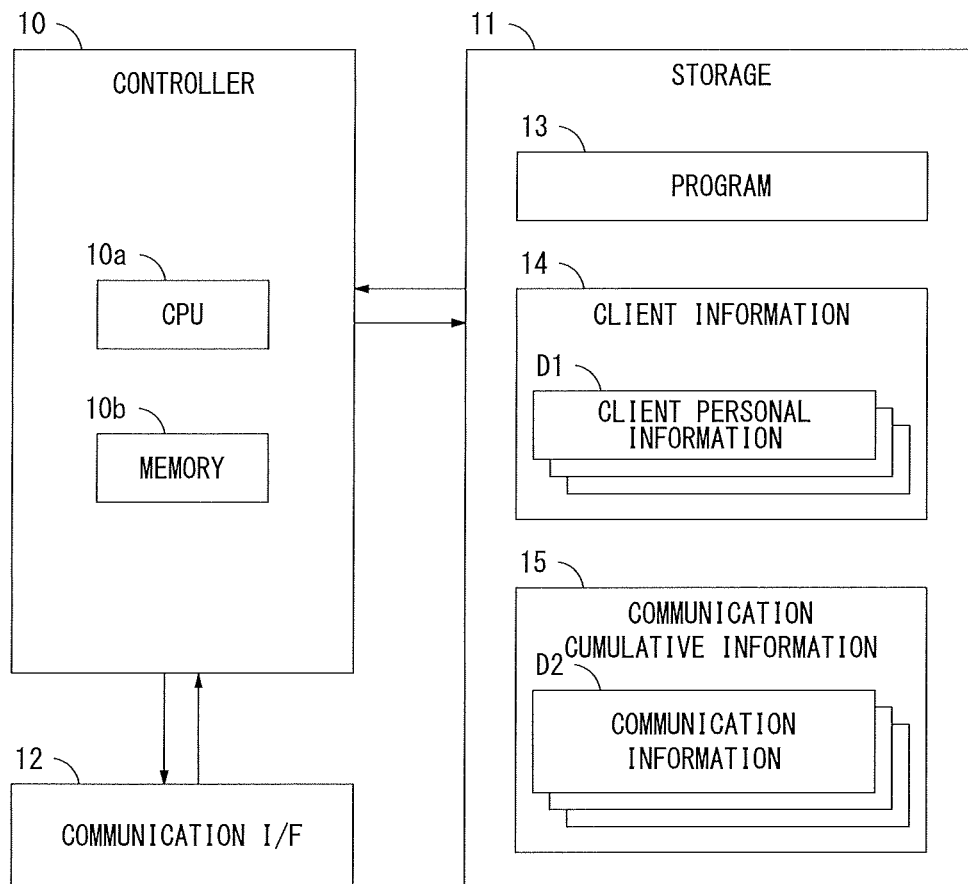 10
CONTROLLER
10a
CPU
10b
MEMORY
11
STORAGE
13
PROGRAM
14
CLIENT INFORMATION
D1
CLIENT PERSONAL
INFORMATION
15
COMMUNICATION
CUMULATIVE INFORMATION
D2
COMMUNICATION
INFORMATION
12
COMMUNICATION I/F